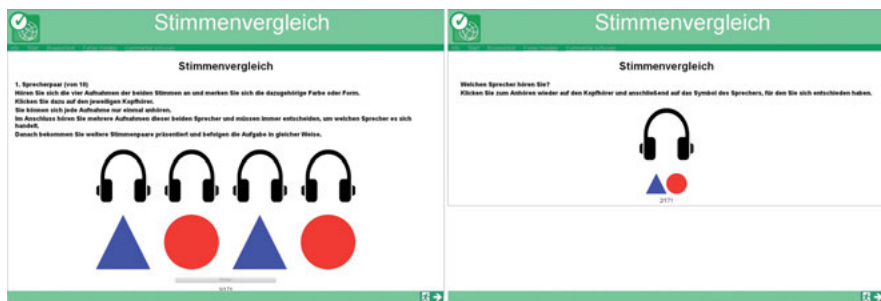 Stimmenvergleich
Stimmenvergleich
1. Sprecherpaar (von 10)
Hören Sie sich die vier Aufnahmen der beiden Stimmen an und merken Sie sich die dazugehörige Farbe oder Form.
Klicken Sie dazu auf den jeweiligen Kopfhörer.
Sie können sich jede Aufnahme nur einmal anhören.
Im Anschluss hören Sie mehrere Aufnahmen dieser beiden Sprecher und müssen immer entscheiden, um welchen Sprecher es sich
handelt.
Danach bekommen Sie weitere Stimmenpaare präsentiert und befolgen die Aufgabe in gleicher Weise.
Stimmenvergleich
Stimmenvergleich
Welchen Sprecher hören Sie?
Klicken Sie zum Anhören wieder auf den Kopfhörer und anschließend auf das Symbol des Sprechers, für den Sie sich entschieden haben.
2/171